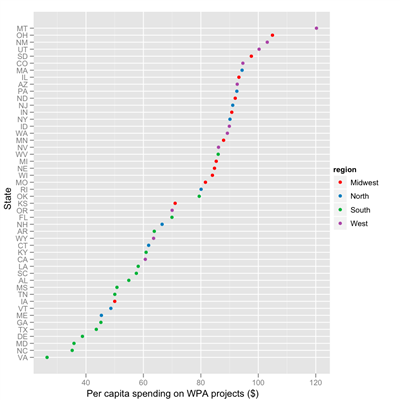 MT
OH
NM
UT
SD
CO
MA
IL
AZ
PA
ND
NJ
IN
NY
ID
WA
MN
NV
WV
MI
NE
WI
MO
RI
OK
KS
OR
FL
NH
AR
WY
CT
KY
CA
LA
SC
AL
MS
TN
IA
VT
ME
GA
TX
DE
MD
NC
VA
State
40 60 80 100 120
Per capita spending on WPA projects ($)
region
Midwest
North
South
West